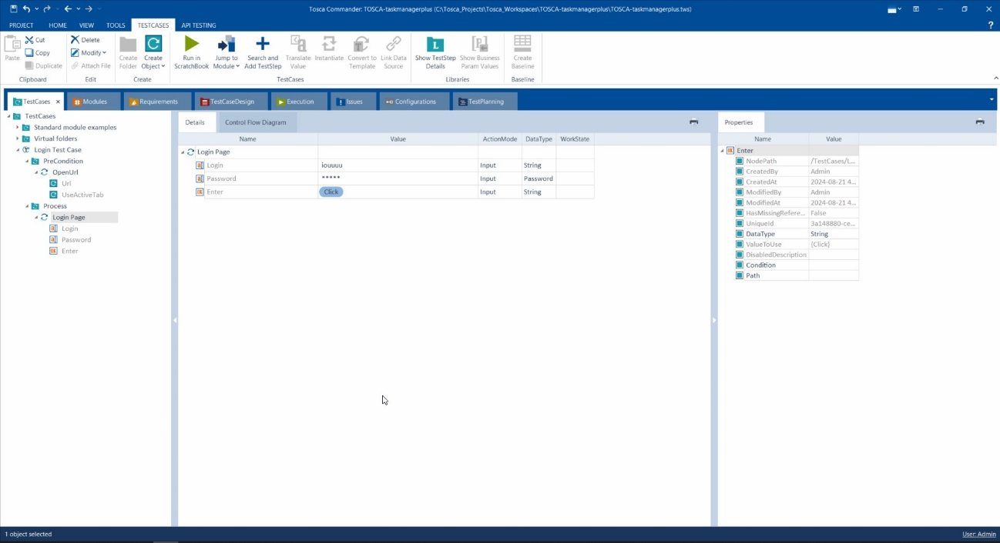 Tosca Commander: TOSCA-taskmanagerplus (C:\Tosca_Projects\Tosca_Workspaces\TOSCA-taskmanagerplus\TOSCA-taskmanagerplus.tws)
PROJECT HOME VIEW TOOLS TESTCASES API TESTING ?
Paste
Cut
Copy
Duplicate
Clipboard
Delete
Modify
Attach File
Edit
Create Folder
Create Object
Create
Run in ScratchBook
Jump to Module
Search and Add TestStep
Translate Value
Instantiate
Convert to Template
Link Data Source
TestCases
Show TestStep Details
Show Business Param Values
Libraries
Create Baseline
Baseline
TestCases × Modules Requirements TestCaseDesign Execution Issues Configurations TestPlanning
TestCases
Standard module examples
Virtual folders
Login Test Case
PreCondition
OpenUrl
Url
UseActiveTab
Process
Login Page
Login
Password
Enter
Details Control Flow Diagram
Name Value ActionMode DataType WorkState
Login Page
Login iouuuu Input String
Password ***** Input Password
Enter Click Input String
Properties
Name Value
Enter
NodePath /TestCases/L...
CreatedBy Admin
CreatedAt 2024-08-21 4...
ModifiedBy Admin
ModifiedAt 2024-08-21 4...
HasMissingRefere... False
UniqueId 3a148880-ce...
DataType String
ValueToUse {Click}
DisabledDescription
Condition
Path
1 object selected
User: Admin